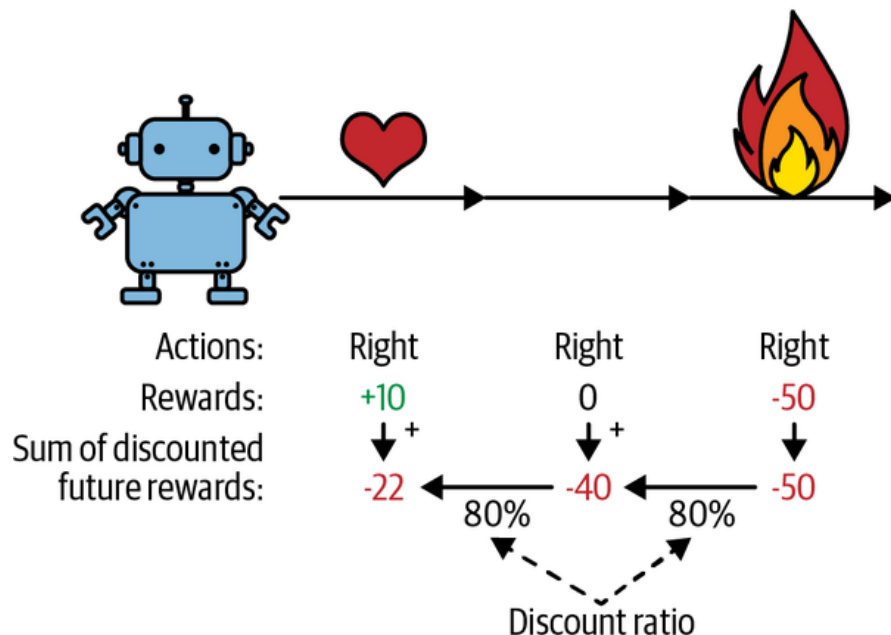 Actions: Right Right Right
Rewards: +10 0 -50
+ +
Sum of discounted
future rewards: -22 -40 -50
80% 80%
Discount ratio